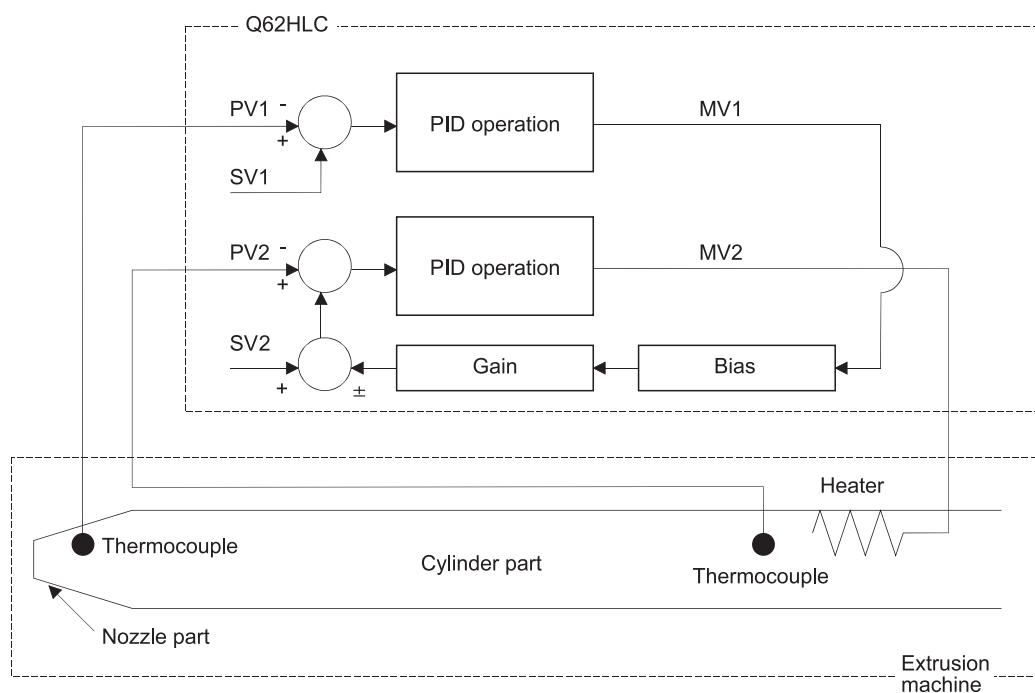 Q62HLC
PV1
-
+
PID operation
MV1
SV1
PV2
-
+
PID operation
MV2
SV2
+
±
Gain
Bias
Heater
Thermocouple
Cylinder part
Thermocouple
Nozzle part
Extrusion
machine